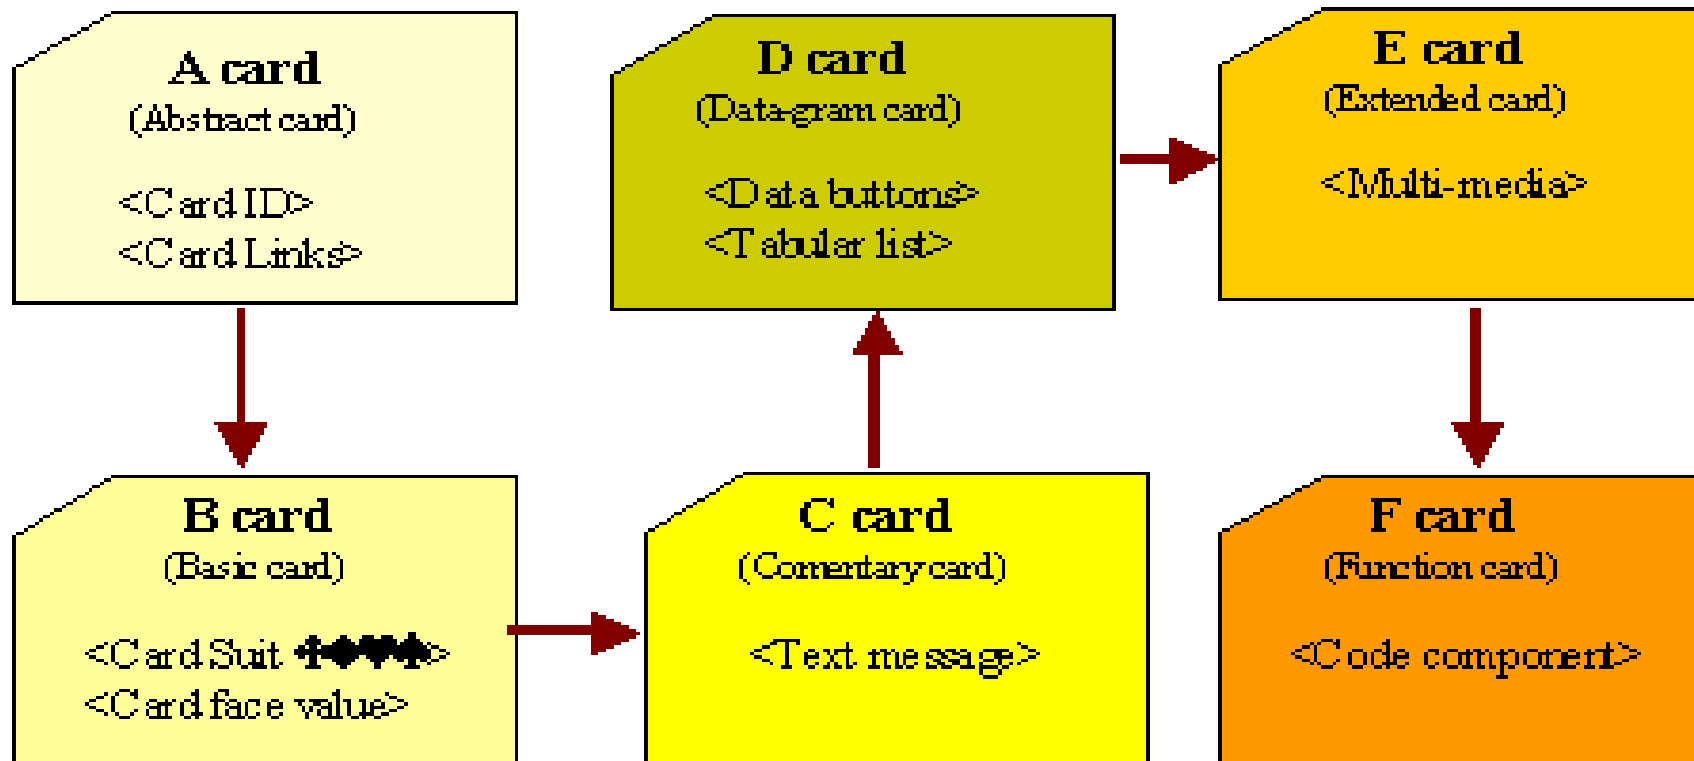 A card
(Abstract card)
<Card ID>
<Card Links>
B card
(Basic card)
<Card Suit ♣♦♥♠>
<Card face value>
C card
(Comentary card)
<Text message>
D card
(Data-gram card)
<Data buttons>
<Tabular list>
E card
(Extended card)
<Multi-media>
F card
(Function card)
<Code component>